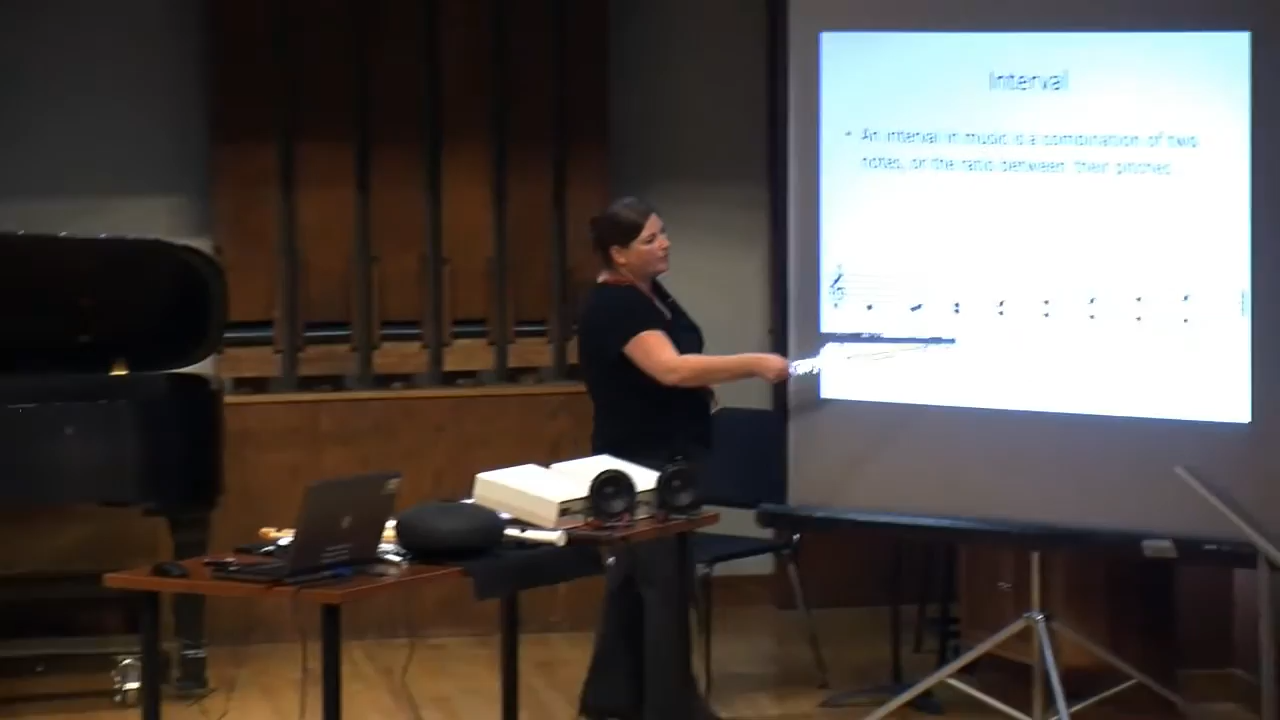 Interval
• An interval in music is a combination of two
notes, or the ratio between their pitches